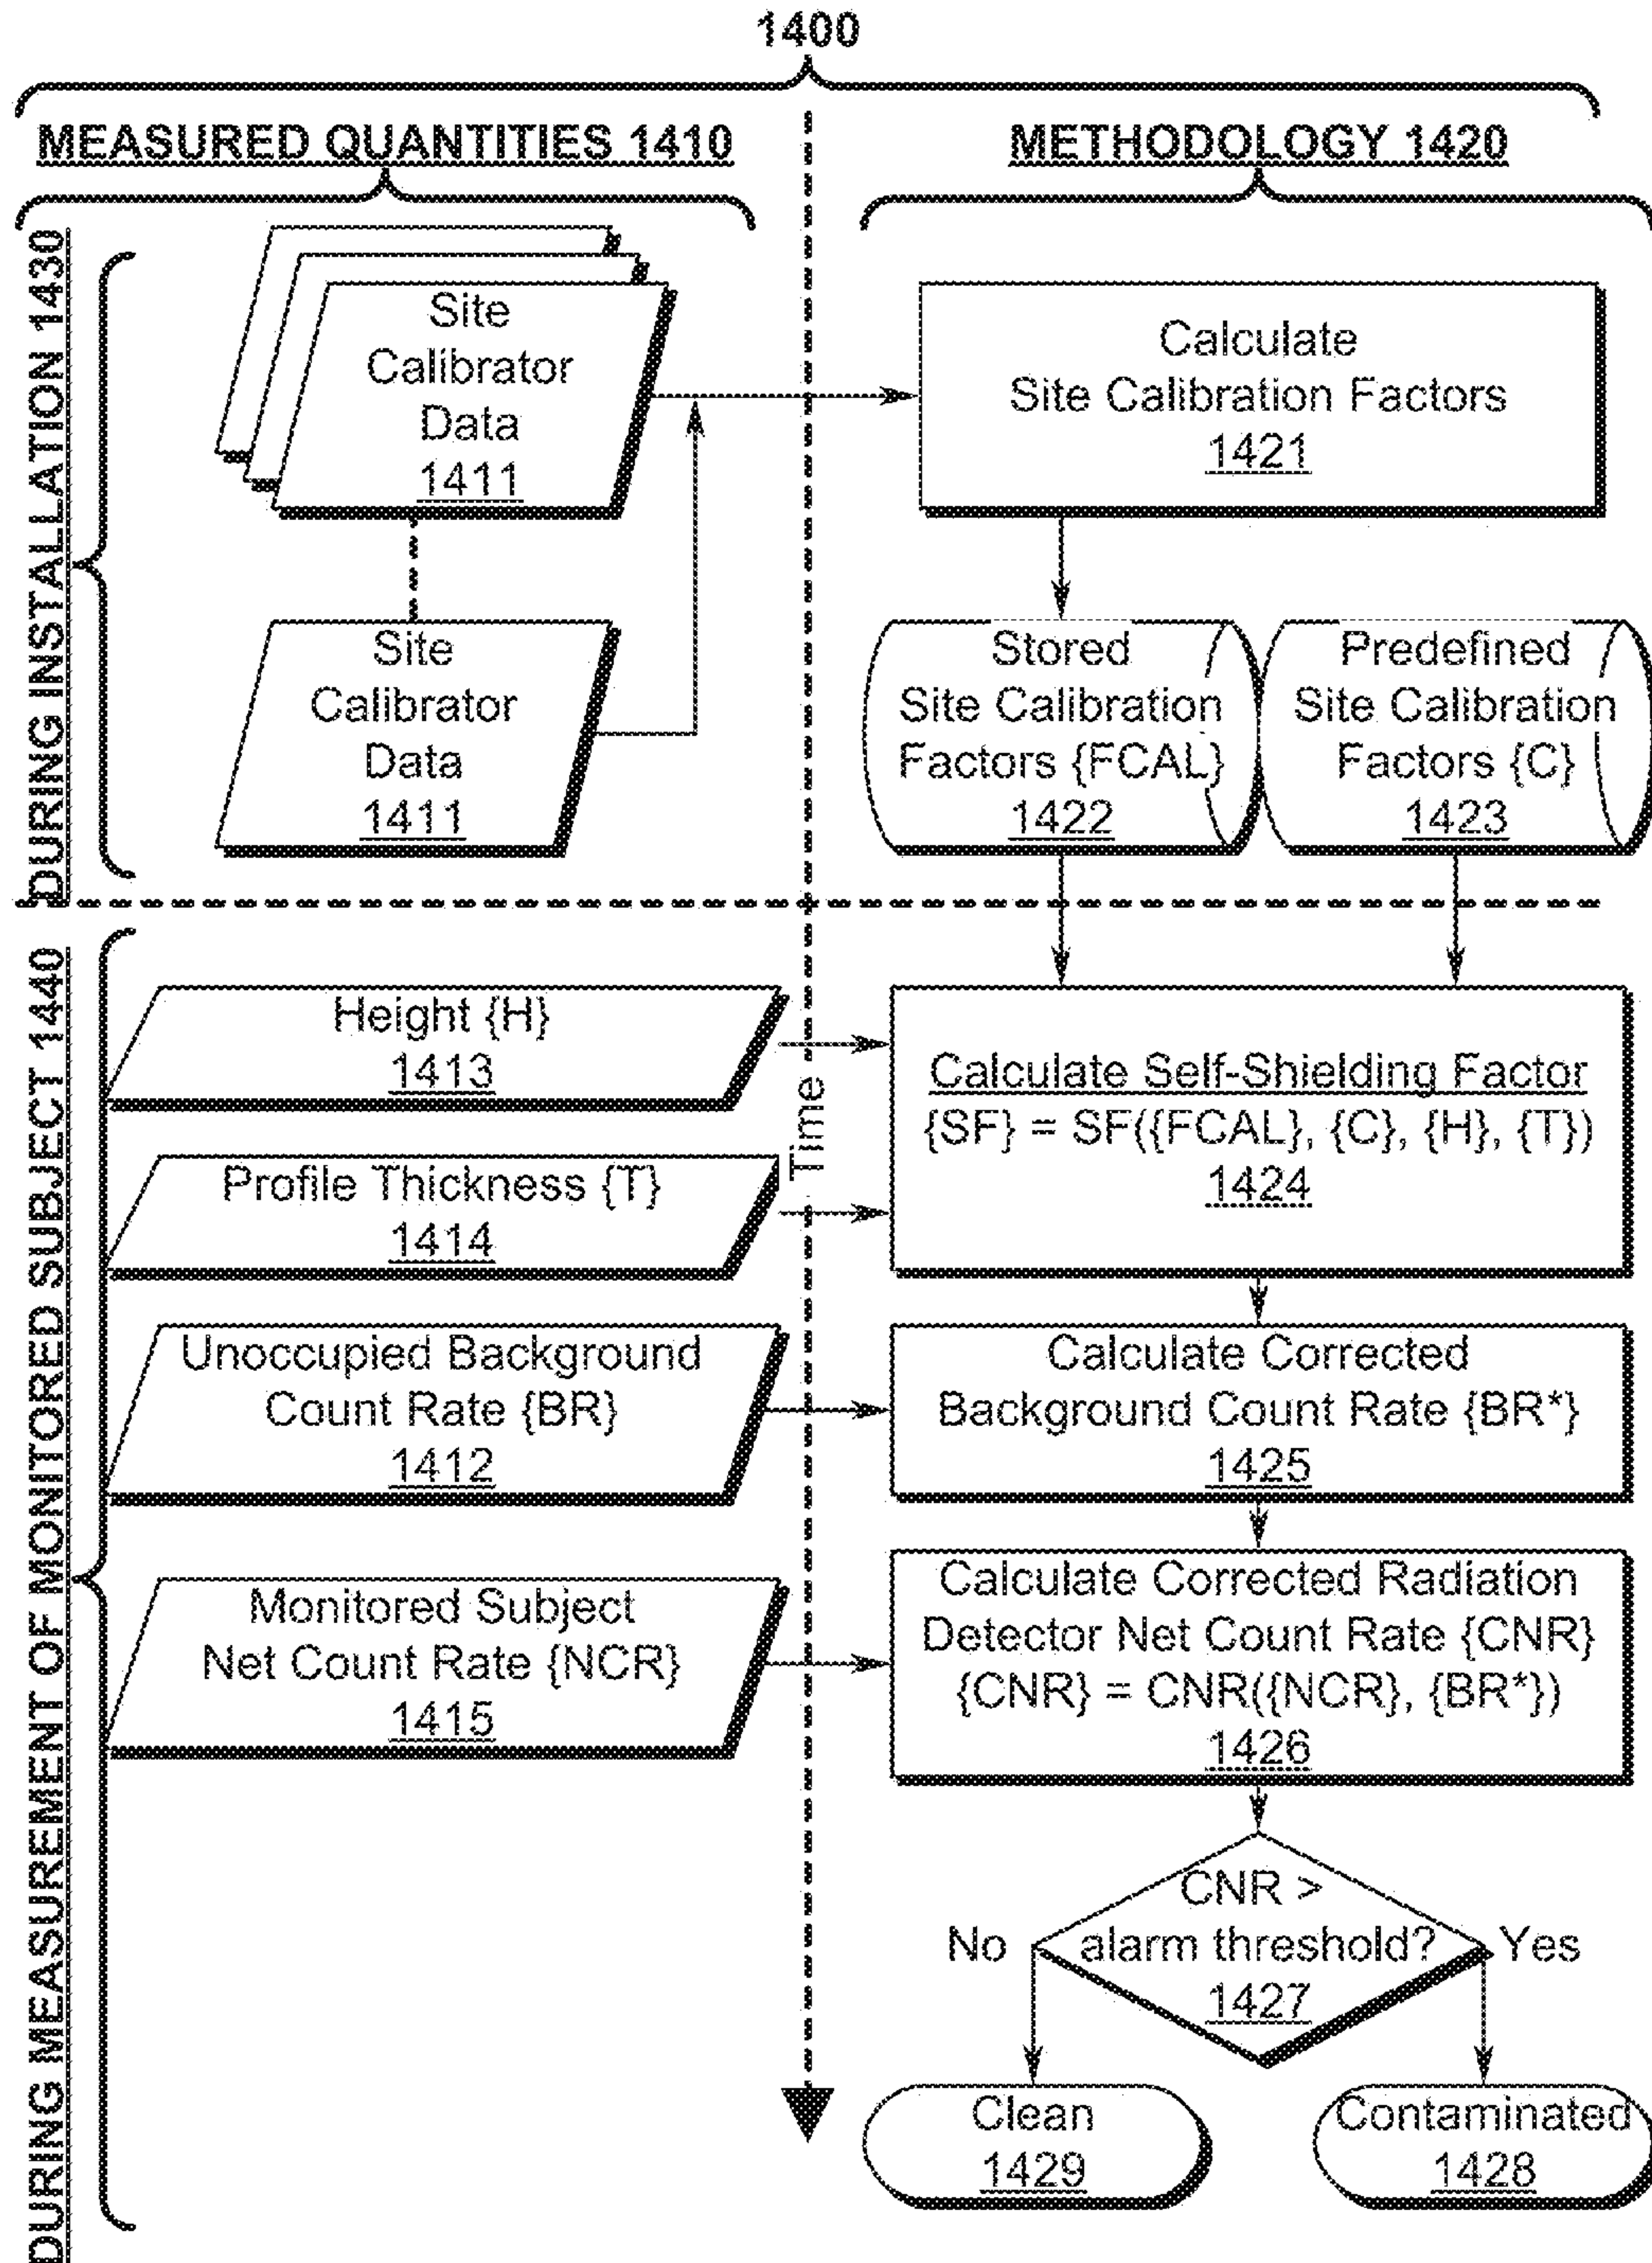 1400
MEASURED QUANTITIES 1410
METHODOLOGY 1420
DURING INSTALLATION 1430
Site
Calibrator
Data
1411
Site
Calibrator
Data
1411
Calculate
Site Calibration Factors
1421
Stored
Site Calibration
Factors {FCAL}
1422
Predefined
Site Calibration
Factors {C}
1423
DURING MEASUREMENT OF MONITORED SUBJECT 1440
Height {H}
1413
Profile Thickness {T}
1414
Unoccupied Background
Count Rate {BR}
1412
Monitored Subject
Net Count Rate {NCR}
1415
Time
Calculate Self-Shielding Factor
{SF} = SF({FCAL}, {C}, {H}, {T})
1424
Calculate Corrected
Background Count Rate {BR*}
1425
Calculate Corrected Radiation
Detector Net Count Rate {CNR}
{CNR} = CNR({NCR}, {BR*})
1426
CNR >
alarm threshold?
1427
No
Yes
Clean
1429
Contaminated
1428